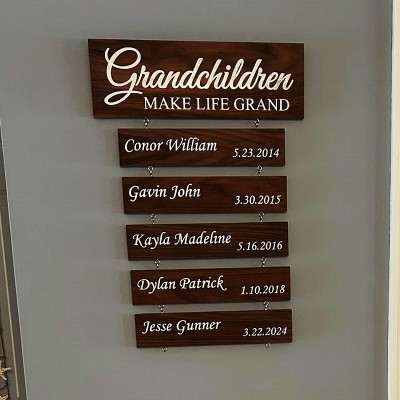 Grandchildren
MAKE LIFE GRAND
Conor William 5.23.2014
Gavin John 3.30.2015
Kayla Madeline 5.16.2016
Dylan Patrick 1.10.2018
Jesse Gunner 3.22.2024